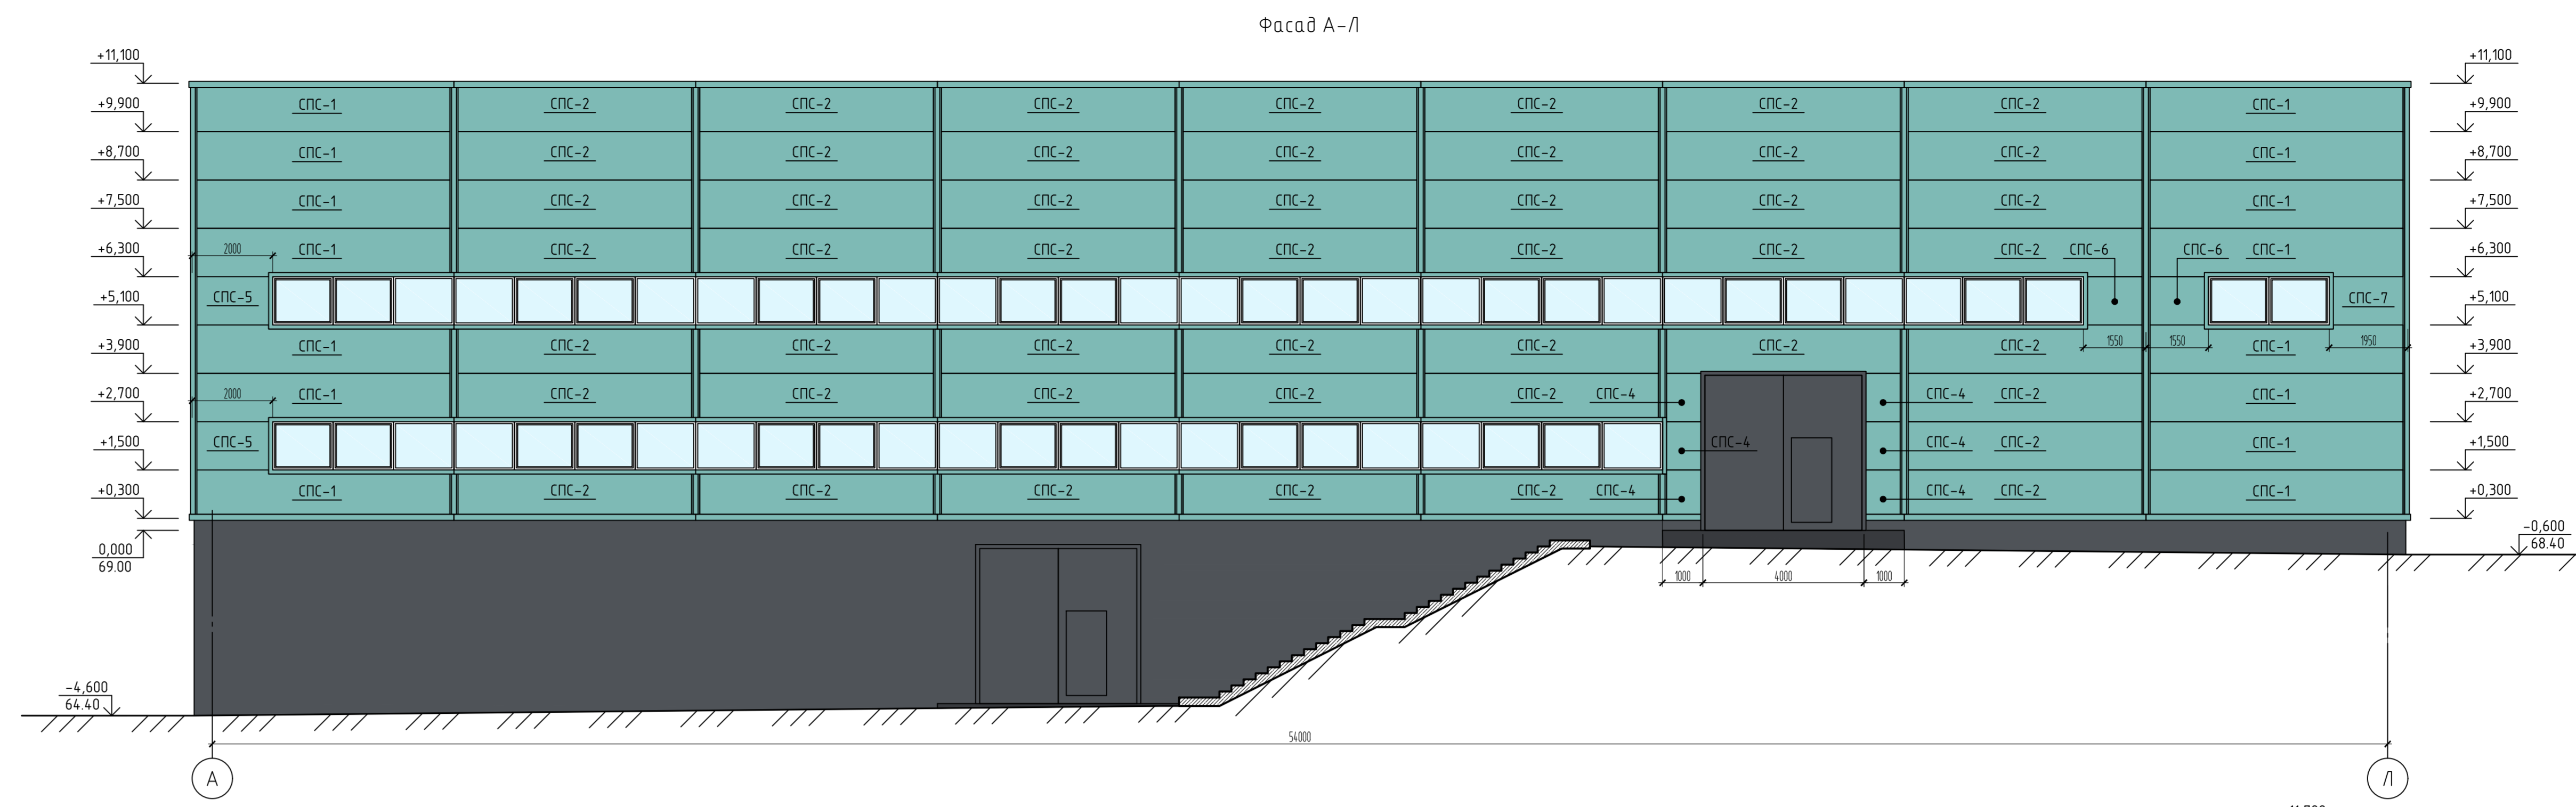 Фасад А-Л
+11,100 +11,100
+9,900 СПС-1 СПС-2 СПС-2 СПС-2 СПС-2 СПС-2 СПС-2 СПС-2 СПС-1 +9,900
+8,700 СПС-1 СПС-2 СПС-2 СПС-2 СПС-2 СПС-2 СПС-2 СПС-2 СПС-1 +8,700
+7,500 СПС-1 СПС-2 СПС-2 СПС-2 СПС-2 СПС-2 СПС-2 СПС-2 СПС-1 +7,500
+6,300 2000 СПС-1 СПС-2 СПС-2 СПС-2 СПС-2 СПС-2 СПС-2 СПС-2 СПС-6 СПС-6 СПС-1 +6,300
+5,100 СПС-5 СПС-7 +5,100
+3,900 СПС-1 СПС-2 СПС-2 СПС-2 СПС-2 СПС-2 СПС-2 СПС-2 1550 1550 СПС-1 1950 +3,900
+2,700 2000 СПС-1 СПС-2 СПС-2 СПС-2 СПС-2 СПС-2 СПС-4 СПС-4 СПС-2 СПС-1 +2,700
+1,500 СПС-5 СПС-4 СПС-4 СПС-2 СПС-1 +1,500
+0,300 СПС-1 СПС-2 СПС-2 СПС-2 СПС-2 СПС-2 СПС-4 СПС-4 СПС-2 СПС-1 +0,300
-0,600
68.40
0,000
69.00
1000 4000 1000
-4,600
64.40
54000
А Л